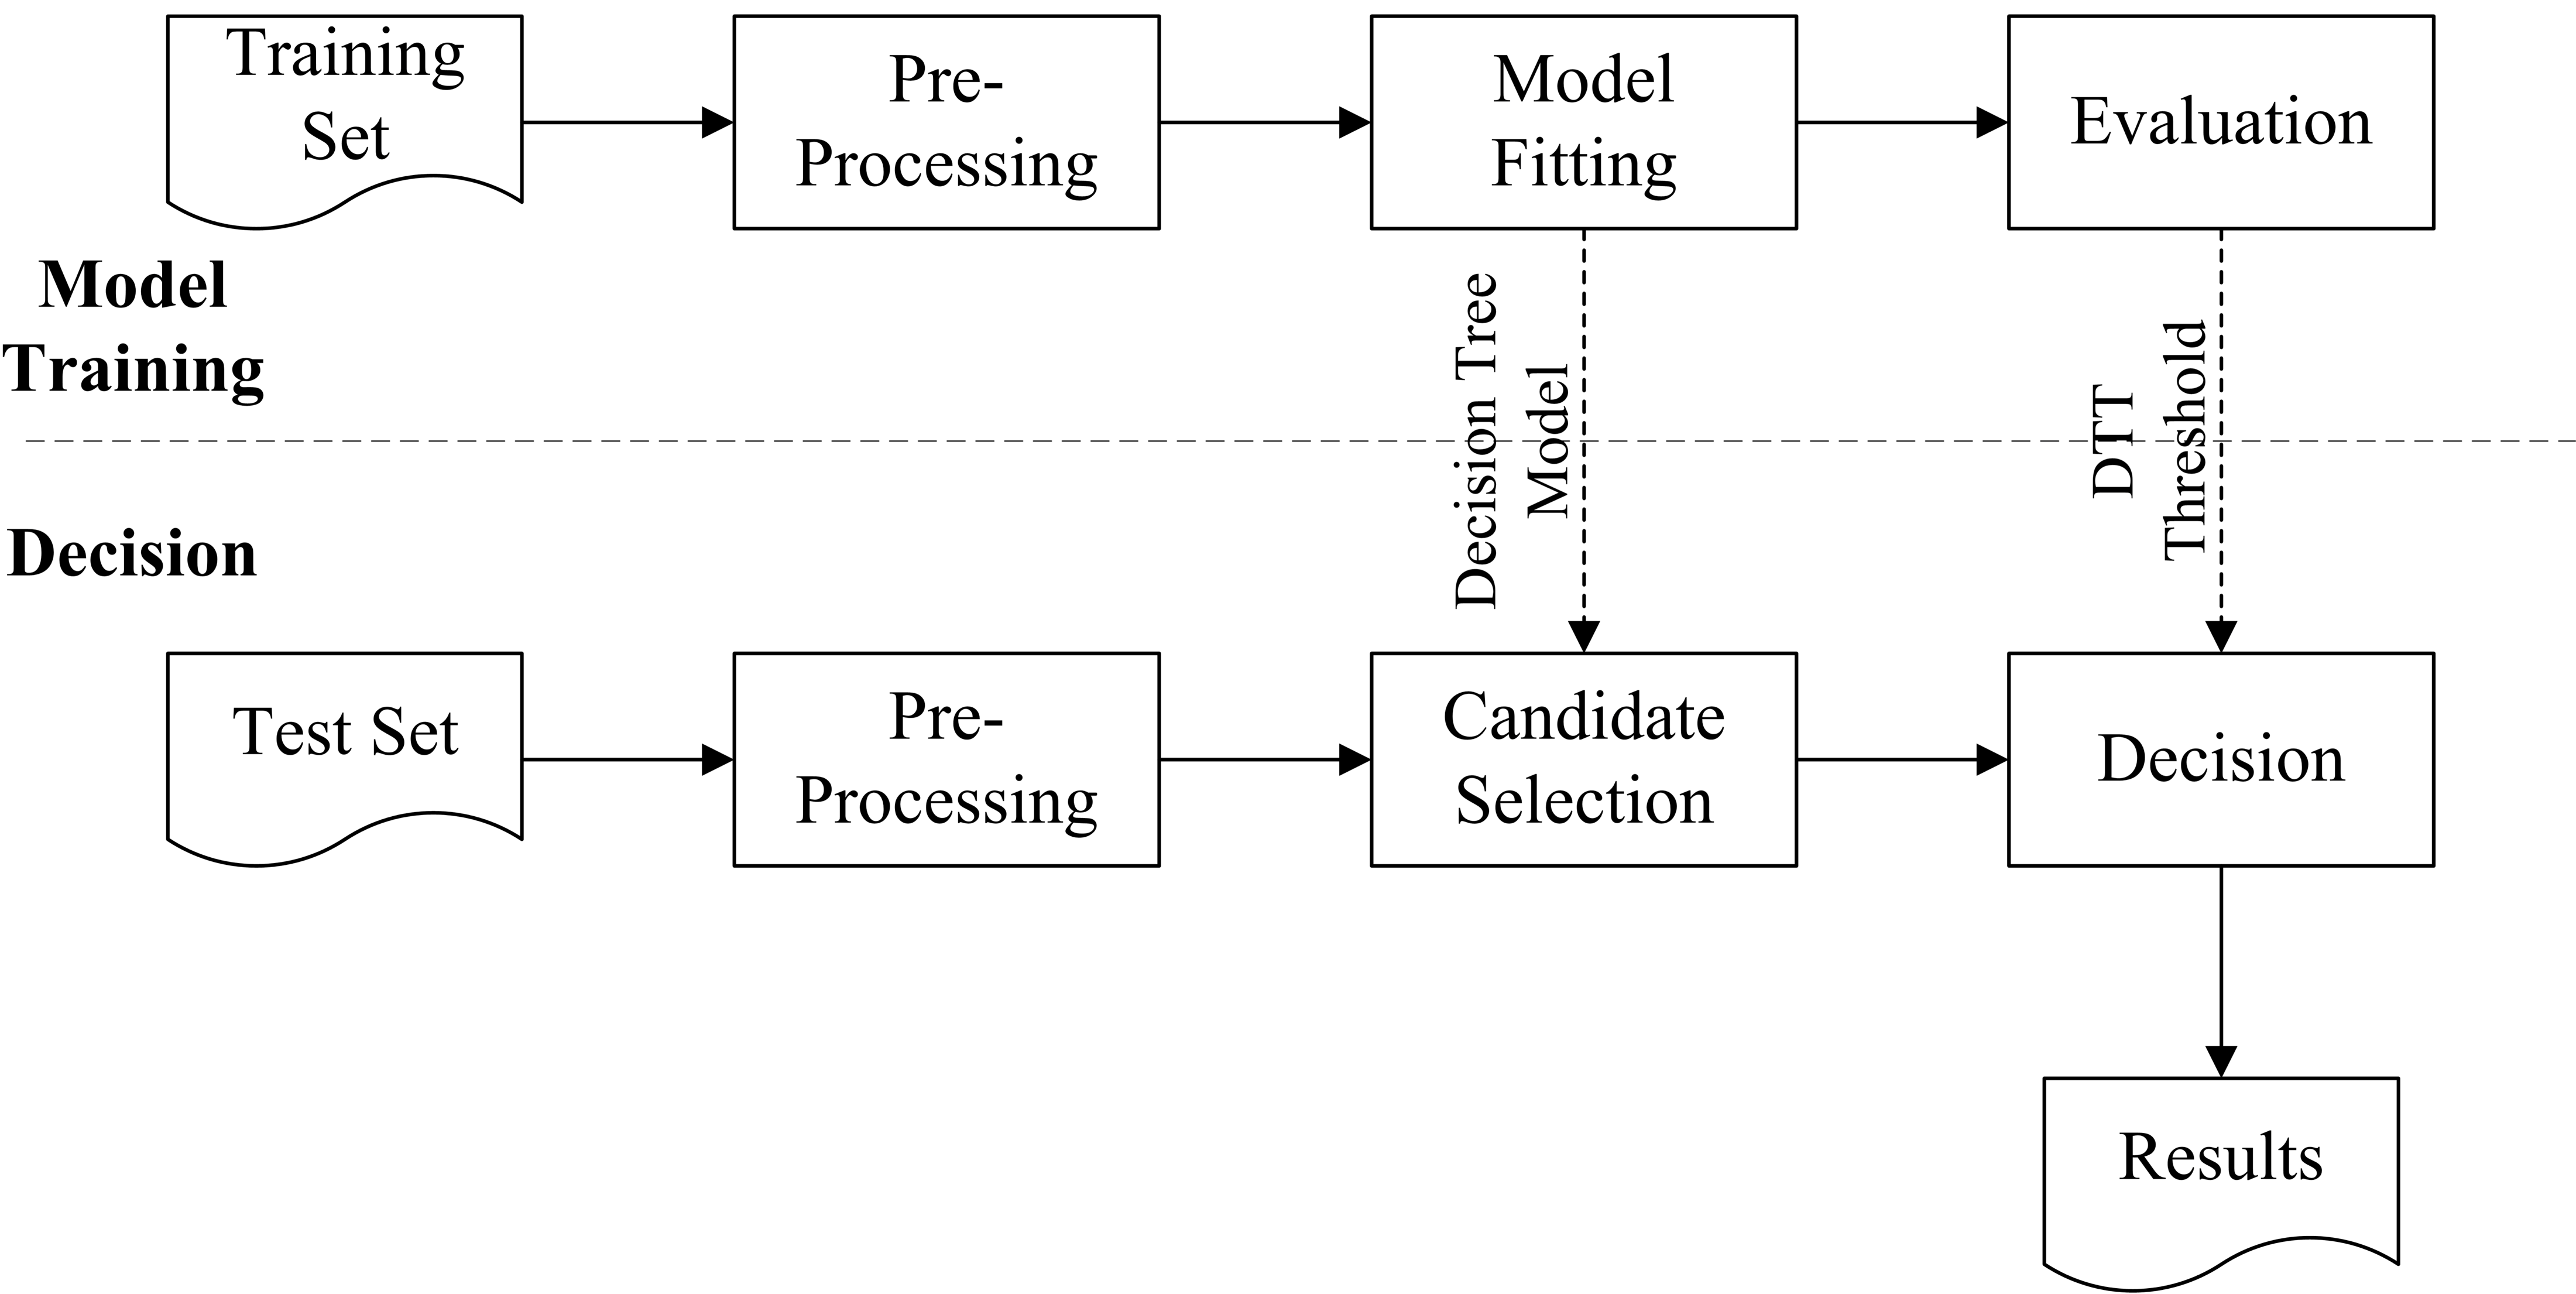 Training
Set
Pre-
Processing
Model
Fitting
Evaluation
Model
Training
Decision Tree
Model
DTT
Threshold
Decision
Test Set
Pre-
Processing
Candidate
Selection
Decision
Results